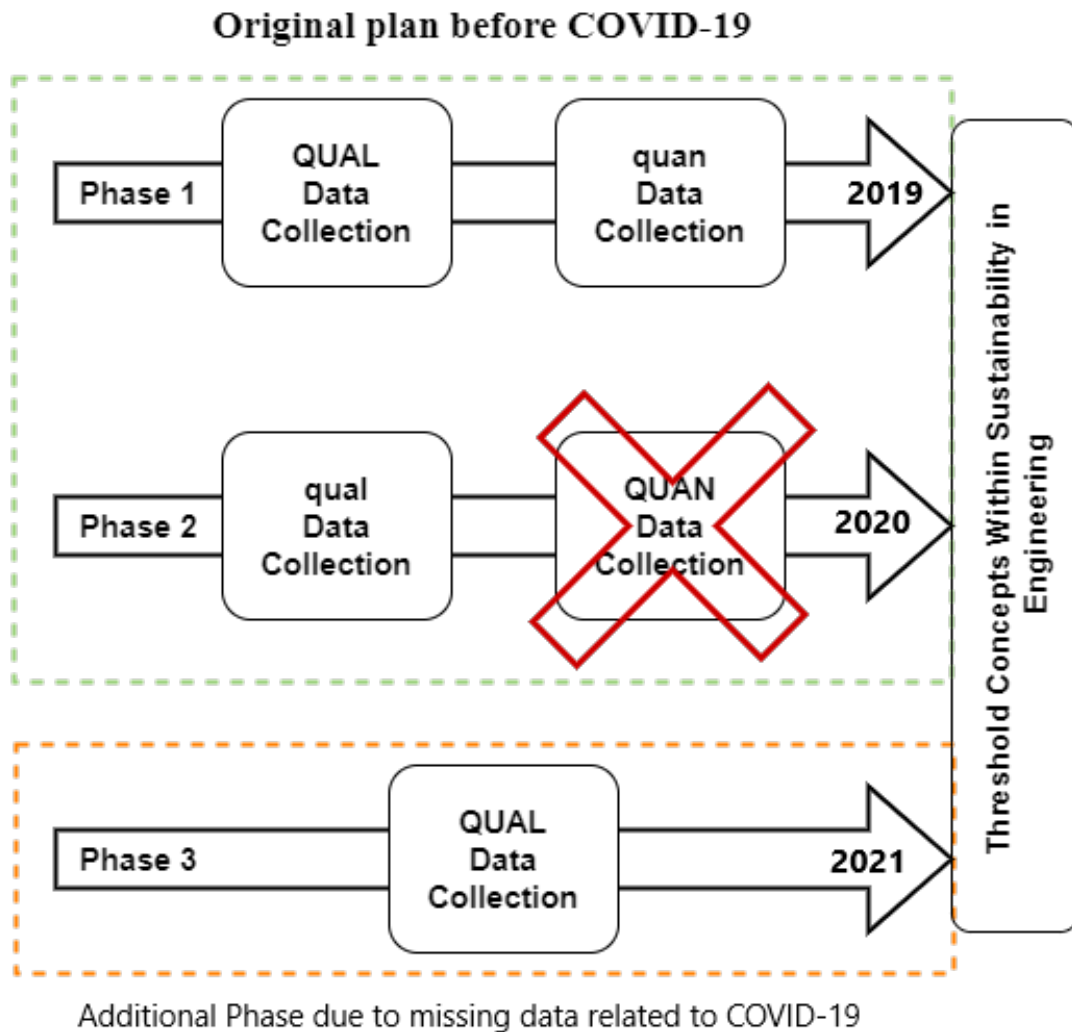 Original plan before COVID-19
Phase 1
QUAL
Data
Collection
quan
Data
Collection
2019
Phase 2
qual
Data
Collection
QUAN
Data
Collection
2020
Phase 3
QUAL
Data
Collection
2021
Threshold Concepts Within Sustainability in
Engineering
Additional Phase due to missing data related to COVID-19